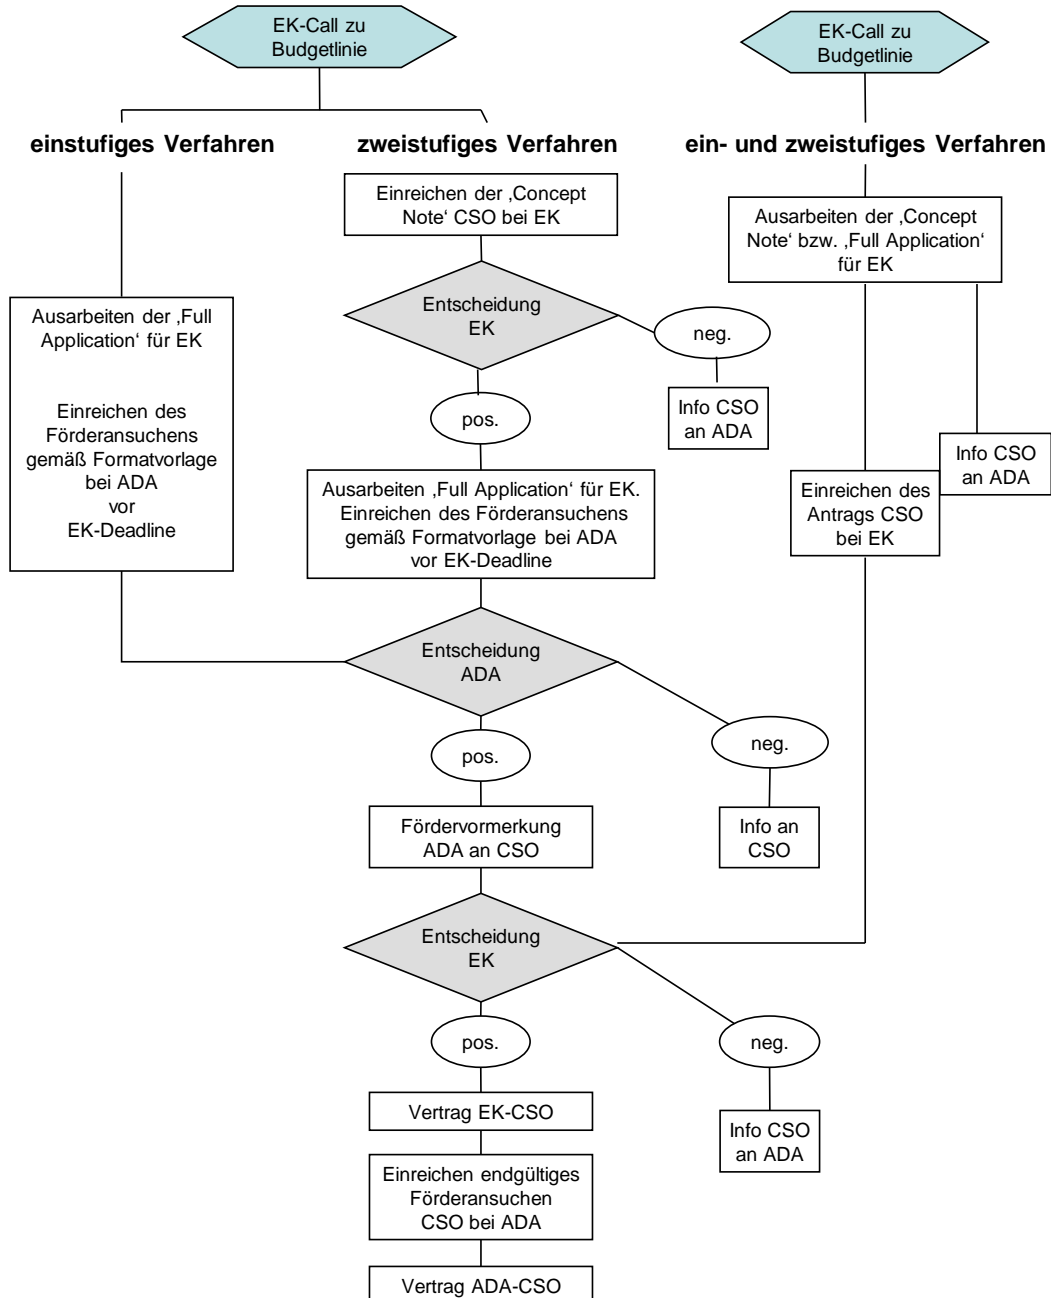 EK-Call zu
Budgetlinie
EK-Call zu
Budgetlinie
einstufiges Verfahren
zweistufiges Verfahren
ein- und zweistufiges Verfahren
Einreichen der ‚Concept
Note‘ CSO bei EK
Ausarbeiten der ‚Concept
Note‘ bzw. ‚Full Application‘
für EK
Entscheidung
EK
neg.
Ausarbeiten der ‚Full
Application‘ für EK
Einreichen des
Förderansuchens
gemäß Formatvorlage
bei ADA
vor
EK-Deadline
pos.
Info CSO
an ADA
Info CSO
an ADA
Ausarbeiten ‚Full Application‘ für EK.
Einreichen des Förderansuchens
gemäß Formatvorlage bei ADA
vor EK-Deadline
Einreichen des
Antrags CSO
bei EK
Entscheidung
ADA
pos.
neg.
Fördervormerkung
ADA an CSO
Info an
CSO
Entscheidung
EK
pos.
neg.
Vertrag EK-CSO
Info CSO
an ADA
Einreichen endgültiges
Förderansuchen
CSO bei ADA
Vertrag ADA-CSO